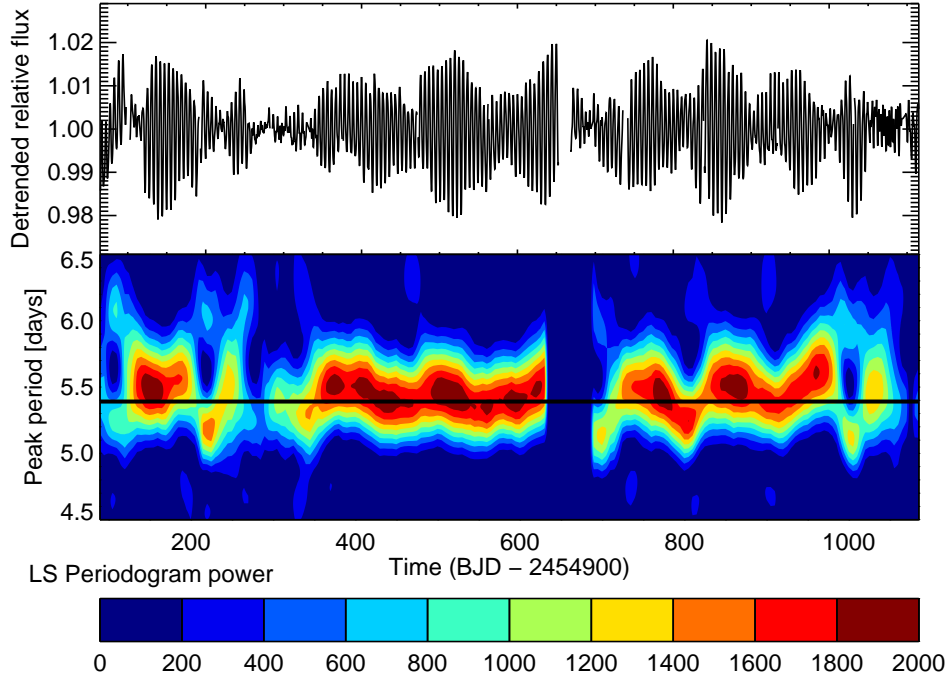 Detrended relative flux
1.02
1.01
1.00
0.99
0.98
Peak period [days]
6.5
6.0
5.5
5.0
4.5
200 400 600 800 1000
Time (BJD − 2454900)
LS Periodogram power
0 200 400 600 800 1000 1200 1400 1600 1800 2000